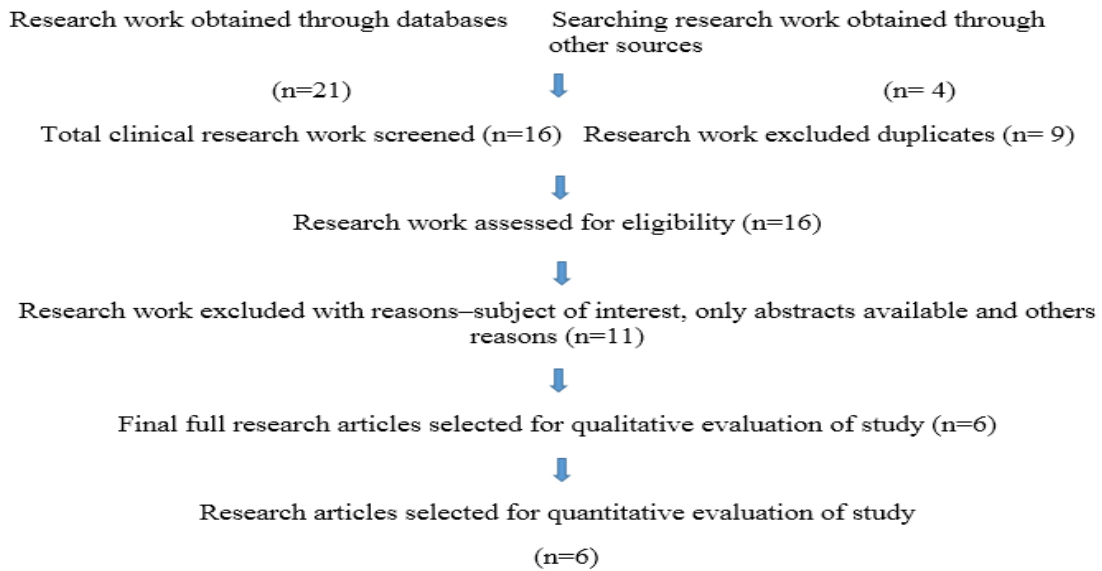 Research work obtained through databases
Searching research work obtained through
other sources
(n=21)
(n= 4)
Total clinical research work screened (n=16)
Research work excluded duplicates (n= 9)
Research work assessed for eligibility (n=16)
Research work excluded with reasons–subject of interest, only abstracts available and others
reasons (n=11)
Final full research articles selected for qualitative evaluation of study (n=6)
Research articles selected for quantitative evaluation of study
(n=6)